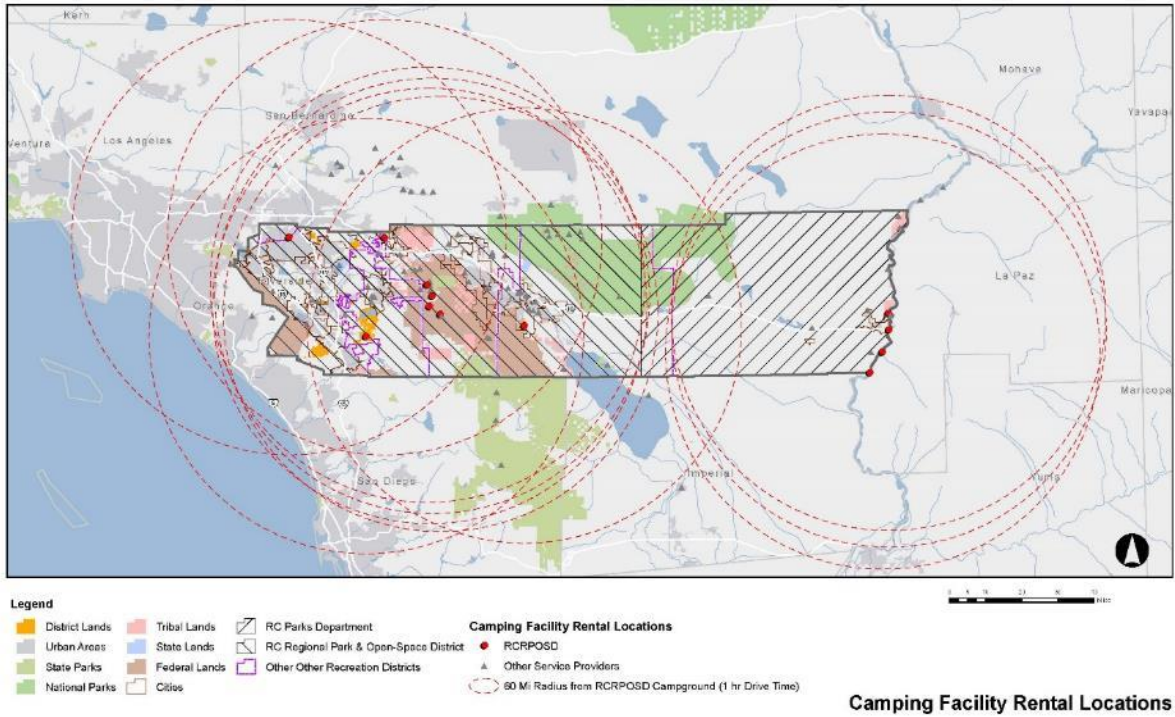 Kern
Mohave
Yavapai
San Bernardino
Ventura
Los Angeles
Riverside
La Paz
Orange
Maricopa
San Diego
Imperial
Yuma
Legend
District Lands
Urban Areas
State Parks
National Parks
Tribal Lands
State Lands
Federal Lands
Cities
RC Parks Department
RC Regional Park & Open-Space District
Other Other Recreation Districts
Camping Facility Rental Locations
RCRPOSD
Other Service Providers
60 Mi Radius from RCRPOSD Campground (1 hr Drive Time)
Miles
Camping Facility Rental Locations